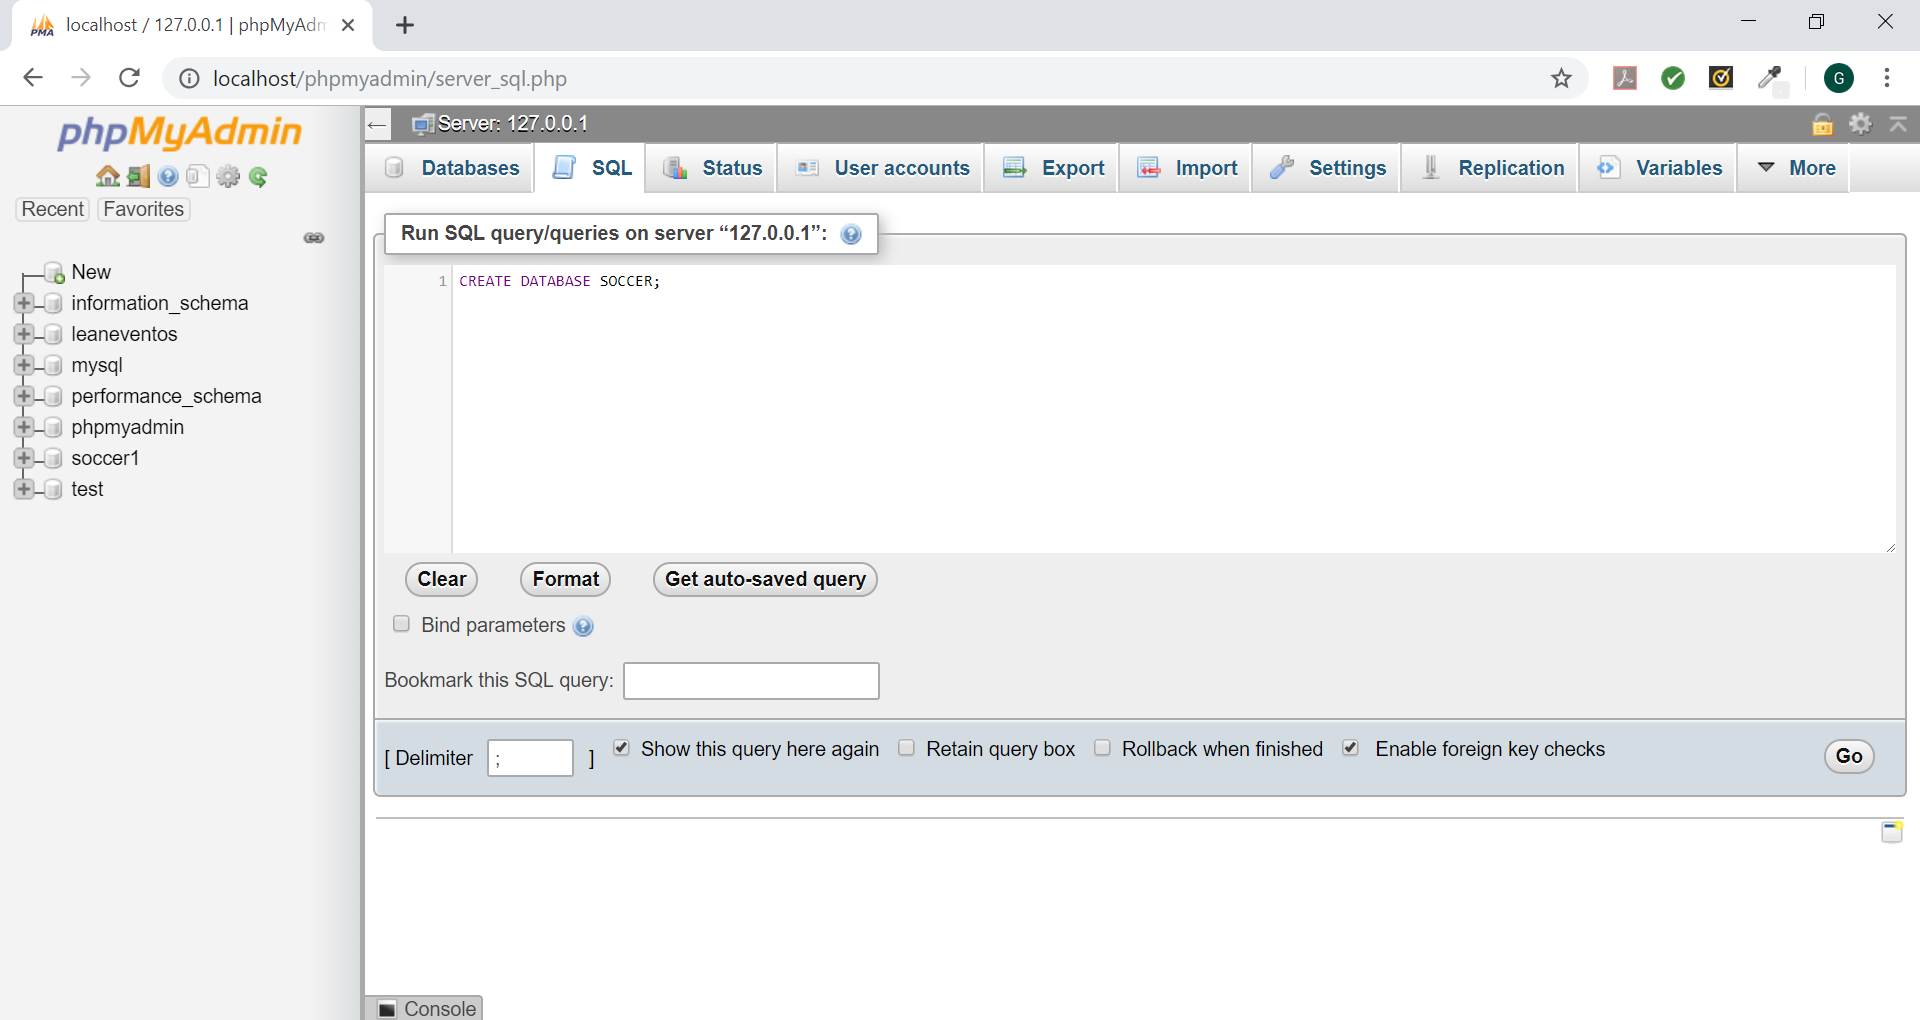 localhost / 127.0.0.1 | phpMyAdm
localhost/phpmyadmin/server_sql.php
G
phpMyAdmin
Recent Favorites
New
information_schema
leaneventos
mysql
performance_schema
phpmyadmin
soccer1
test
Server: 127.0.0.1
Databases SQL Status User accounts Export Import Settings Replication Variables More
Run SQL query/queries on server “127.0.0.1”:
1 CREATE DATABASE SOCCER;
Clear Format Get auto-saved query
Bind parameters
Bookmark this SQL query:
[ Delimiter ; ] Show this query here again Retain query box Rollback when finished Enable foreign key checks Go
Console